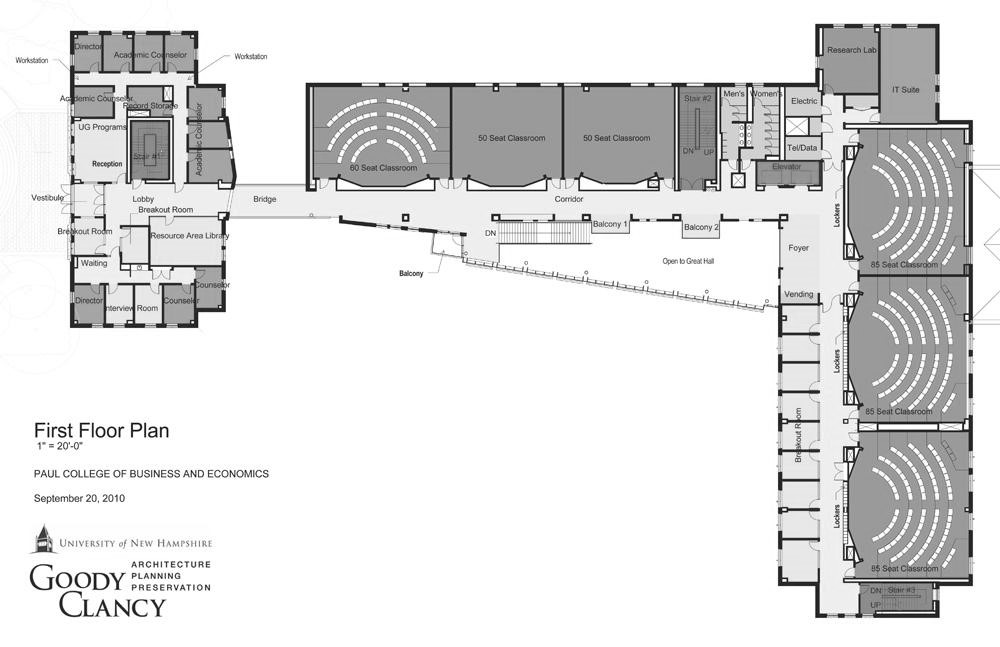 Director
Academic Counselor
Workstation
Workstation
Academic Counselor
Record Storage
Academic Counselor
UG Programs
Reception
Stair #1
Vestibule
Lobby
Breakout Room
Breakout Room
Resource Area Library
Waiting
Director
Interview
Room
Counselor
Counselor
Bridge
60 Seat Classroom
50 Seat Classroom
50 Seat Classroom
Stair #2
DN
UP
Men's
Women's
Electric
Tel/Data
Elevator
Research Lab
IT Suite
Corridor
DN
Balcony 1
Balcony 2
Balcony
Open to Great Hall
Foyer
Vending
Lockers
85 Seat Classroom
Lockers
85 Seat Classroom
Breakout Room
Lockers
85 Seat Classroom
DN
Stair #3
UP
First Floor Plan
1" = 20'-0"
PAUL COLLEGE OF BUSINESS AND ECONOMICS
September 20, 2010
UNIVERSITY of NEW HAMPSHIRE
GOODY CLANCY
ARCHITECTURE
PLANNING
PRESERVATION